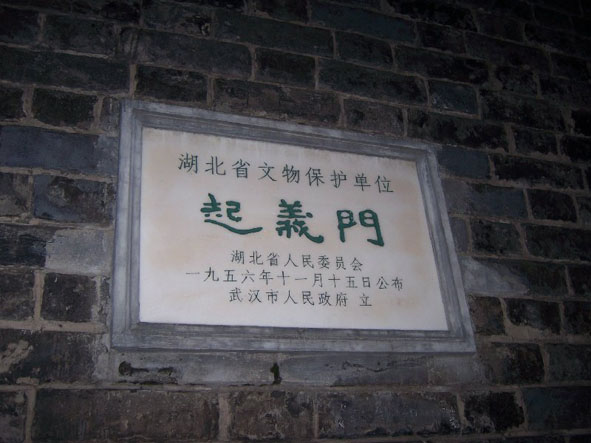 湖北省文物保护单位
起義門
湖北省人民委员会
一九五六年十一月十五日公布
武汉市人民政府 立